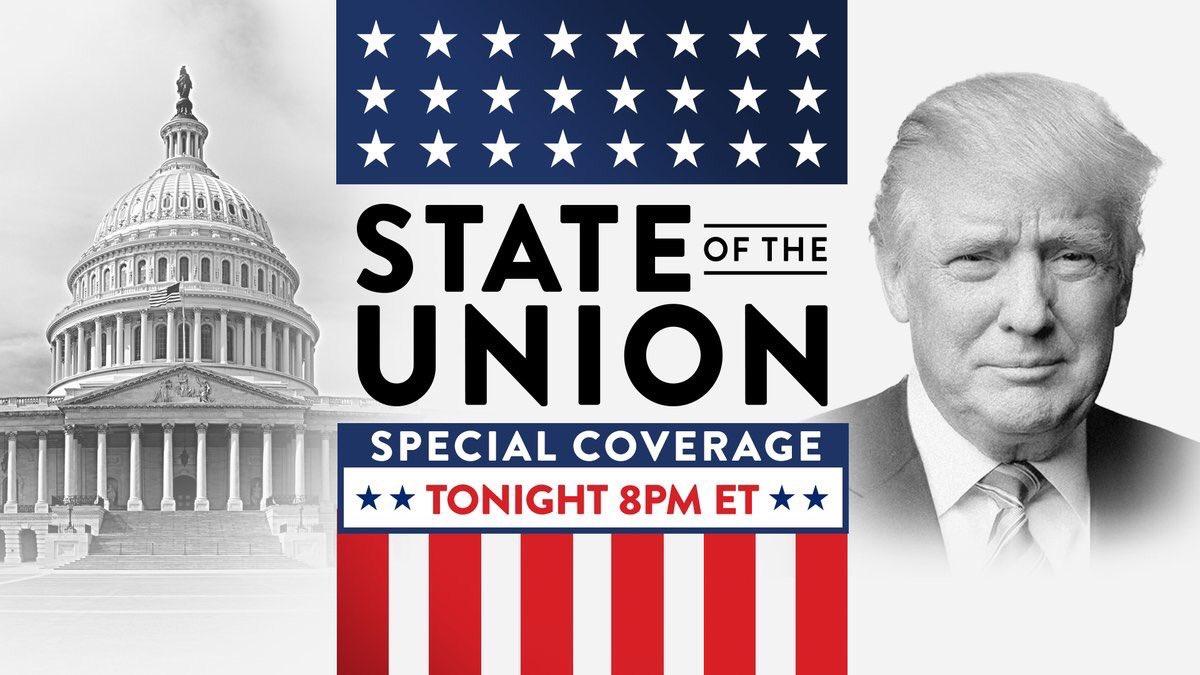 STATE OF THE
UNION
SPECIAL COVERAGE
TONIGHT 8PM ET